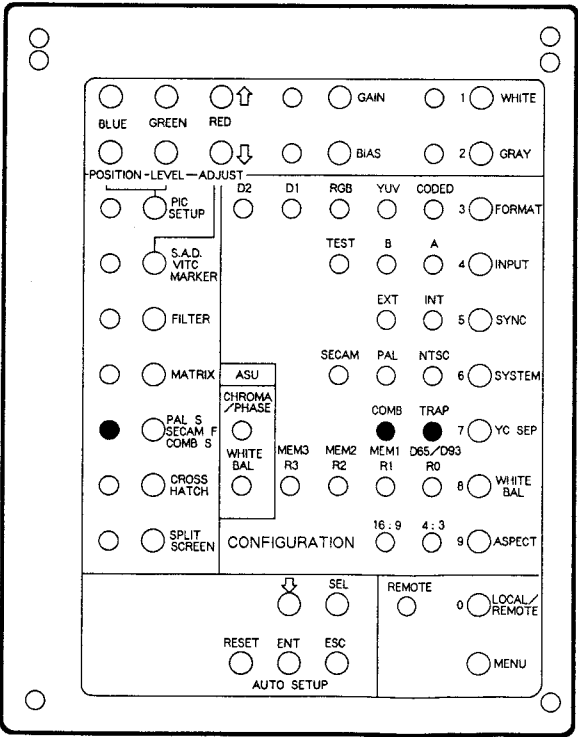 GAIN 1 WHITE
BLUE GREEN RED
BIAS 2 GRAY
POSITION-LEVEL-ADJUST
D2 D1 RGB YUV CODED
PIC
SETUP
3 FORMAT
TEST B A
S.A.D.
VITC
MARKER
4 INPUT
EXT INT
FILTER 5 SYNC
SECAM PAL NTSC
MATRIX ASU 6 SYSTEM
CHROMA
/PHASE
COMB TRAP
PAL S
SECAM F
COMB S
7 YC SEP
WHITE
BAL
MEM3 MEM2 MEM1 D65/D93
R3 R2 R1 R0
CROSS
HATCH
8 WHITE
BAL
16:9 4:3
SPLIT
SCREEN
CONFIGURATION 9 ASPECT
SEL REMOTE
0 LOCAL/
REMOTE
RESET ENT ESC
MENU
AUTO SETUP